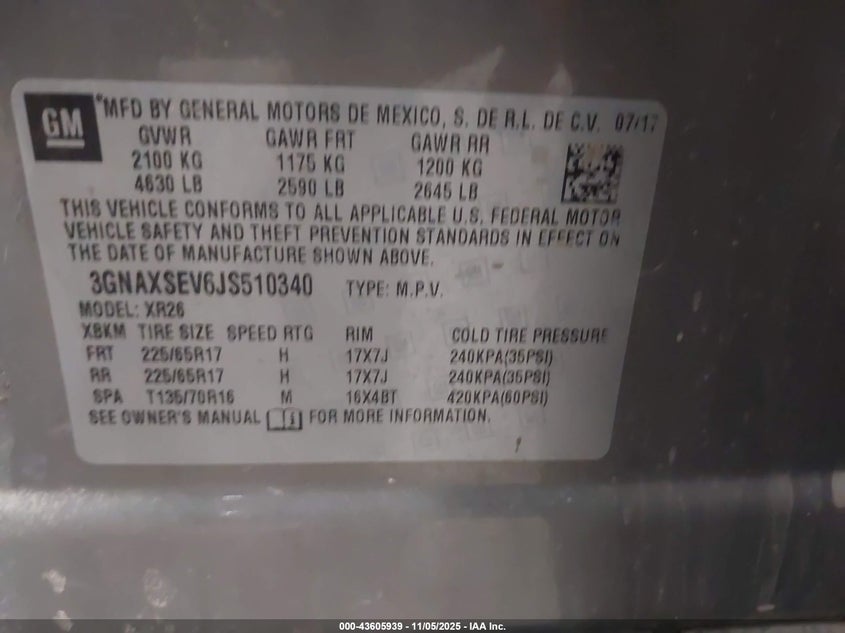 GM
*MFD BY GENERAL MOTORS DE MEXICO, S. DE R.L. DE C.V. 07/17
GVWR GAWR FRT GAWR RR
2100 KG 1175 KG 1200 KG
4630 LB 2590 LB 2645 LB
THIS VEHICLE CONFORMS TO ALL APPLICABLE U.S. FEDERAL MOTOR
VEHICLE SAFETY AND THEFT PREVENTION STANDARDS IN EFFECT ON
THE DATE OF MANUFACTURE SHOWN ABOVE.
3GNAXSEV6JS510340 TYPE: M.P.V.
MODEL: XR26
XBKM TIRE SIZE SPEED RTG RIM COLD TIRE PRESSURE
FRT 225/65R17 H 17X7J 240KPA(35PSI)
RR 225/65R17 H 17X7J 240KPA(35PSI)
SPA T135/70R16 M 16X4BT 420KPA(60PSI)
SEE OWNER'S MANUAL FOR MORE INFORMATION.
000-43605939 - 11/05/2025 - IAA Inc.